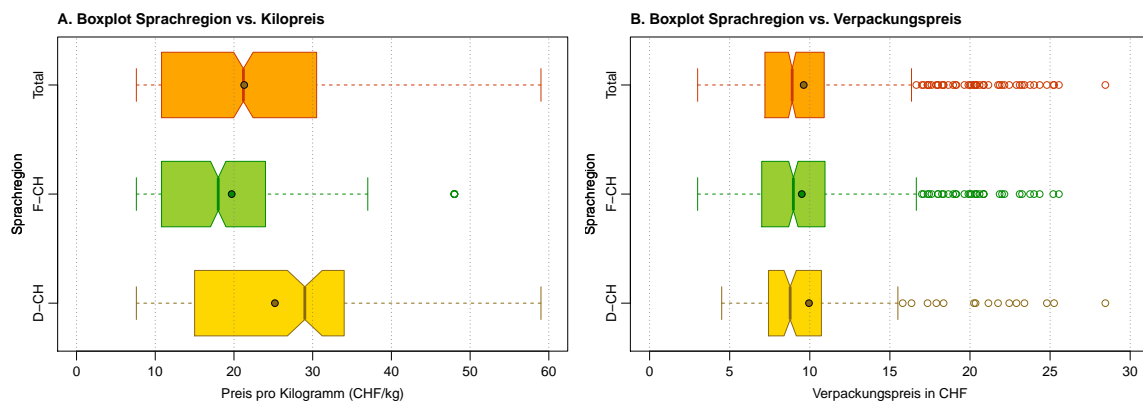 A. Boxplot Sprachregion vs. Kilopreis
Sprachregion
Total
F−CH
D−CH
0 10 20 30 40 50 60
Preis pro Kilogramm (CHF/kg)
B. Boxplot Sprachregion vs. Verpackungspreis
Sprachregion
Total
F−CH
D−CH
0 5 10 15 20 25 30
Verpackungspreis in CHF